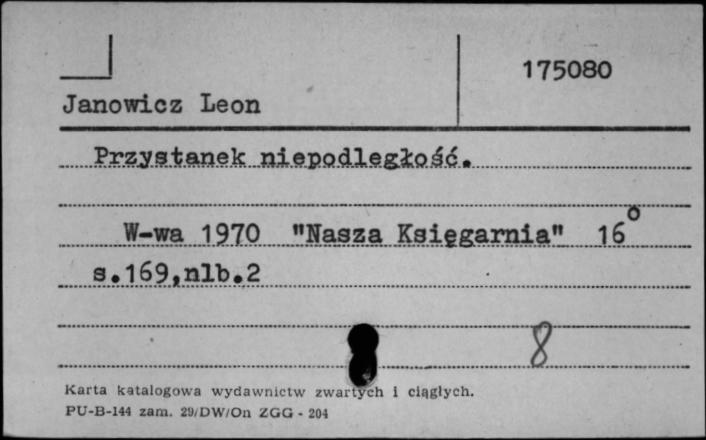 175080
Janowicz Leon
Przystanek niepodległość.
W-wa 1970 "Nasza Księgarnia" 16°
s.169,nlb.2
8
Karta katalogowa wydawnictw zwartych i ciągłych.
PU-B-144 zam. 29/DW/On ZGG - 204